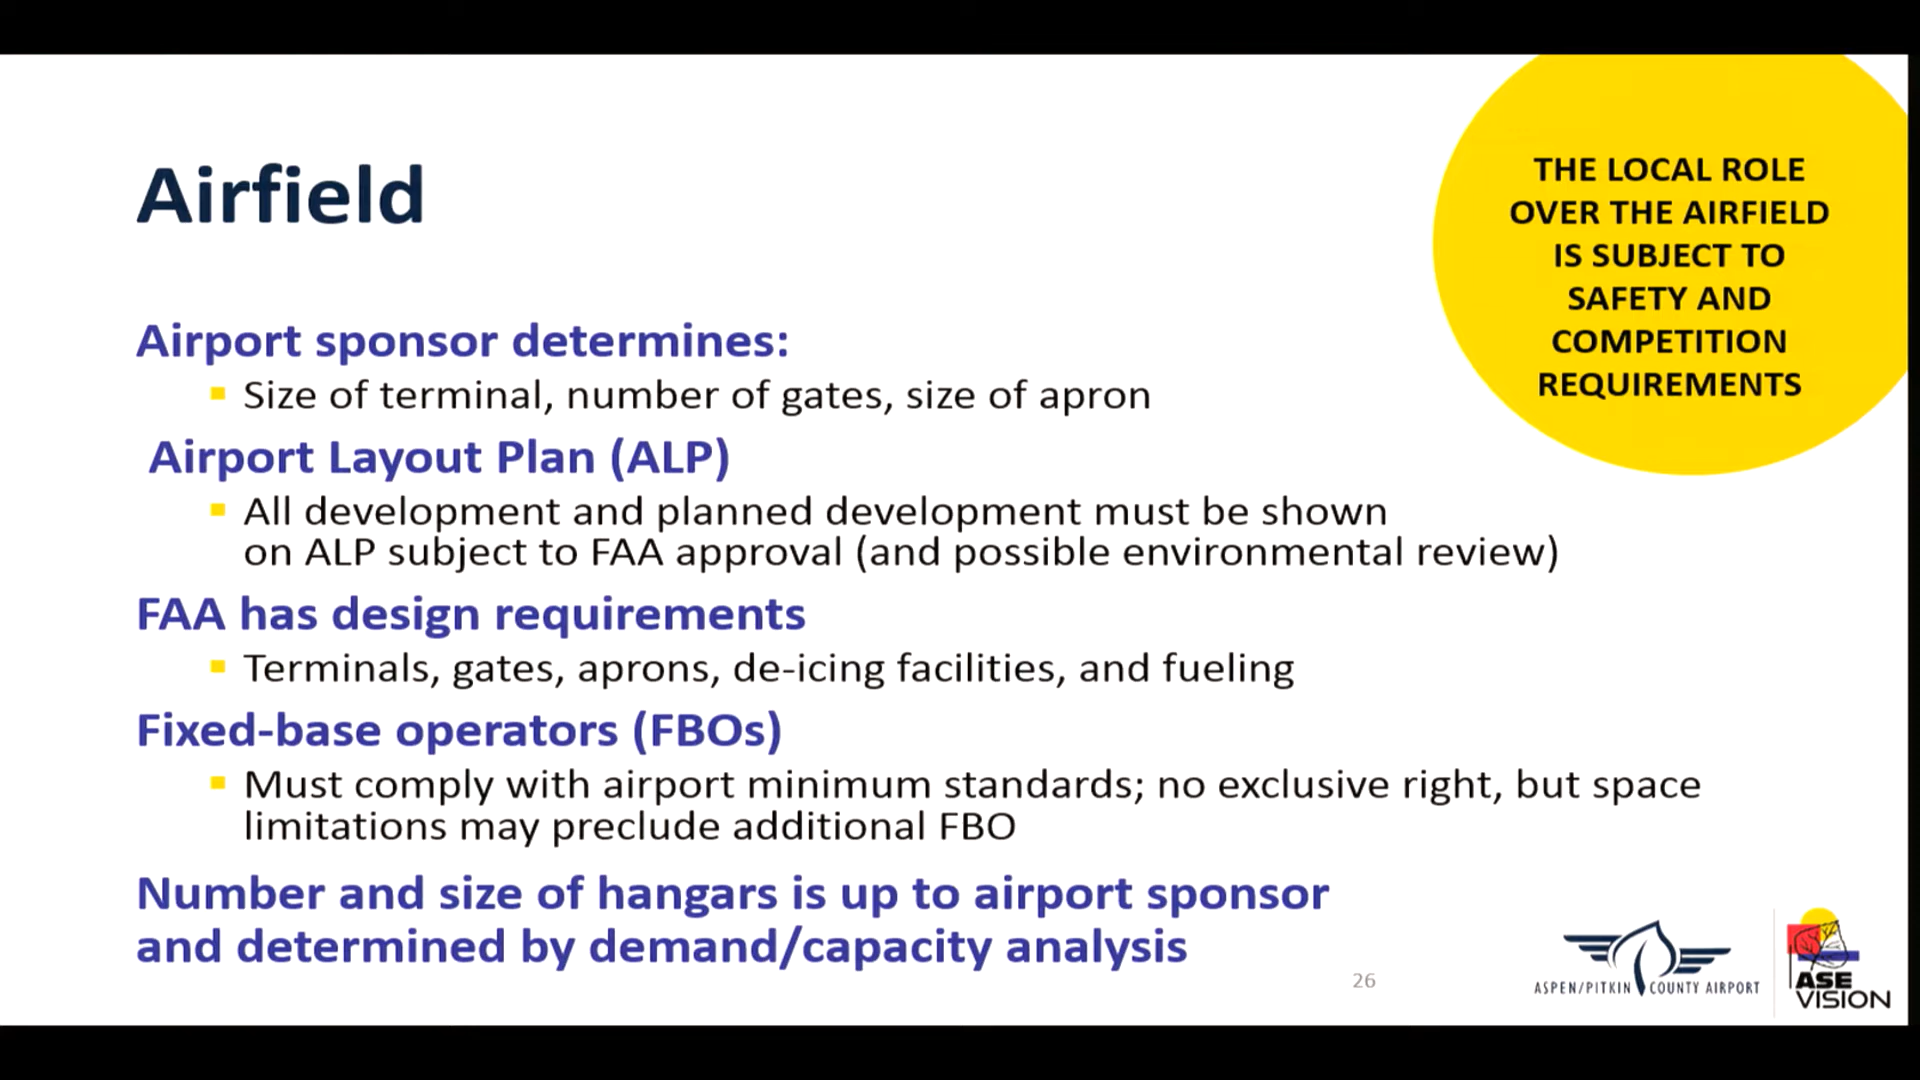 Airfield
THE LOCAL ROLE
OVER THE AIRFIELD
IS SUBJECT TO
SAFETY AND
COMPETITION
REQUIREMENTS
Airport sponsor determines:
Size of terminal, number of gates, size of apron
Airport Layout Plan (ALP)
All development and planned development must be shown
on ALP subject to FAA approval (and possible environmental review)
FAA has design requirements
Terminals, gates, aprons, de-icing facilities, and fueling
Fixed-base operators (FBOs)
Must comply with airport minimum standards; no exclusive right, but space
limitations may preclude additional FBO
Number and size of hangars is up to airport sponsor
and determined by demand/capacity analysis
26
ASPEN/PITKIN COUNTY AIRPORT
ASE
VISION